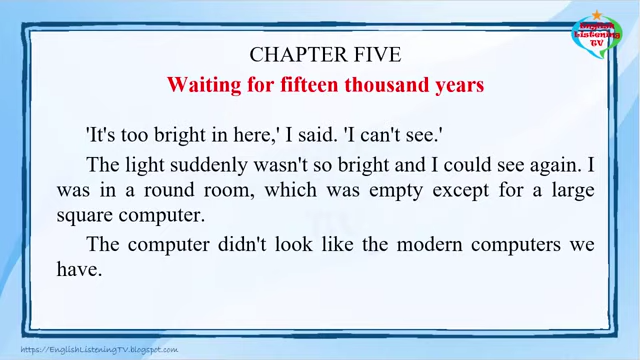 English
Listening
TV
CHAPTER FIVE
Waiting for fifteen thousand years
'It's too bright in here,' I said. 'I can't see.'
The light suddenly wasn't so bright and I could see again. I
was in a round room, which was empty except for a large
square computer.
The computer didn't look like the modern computers we
have.
https://EnglishListeningTV.blogspot.com